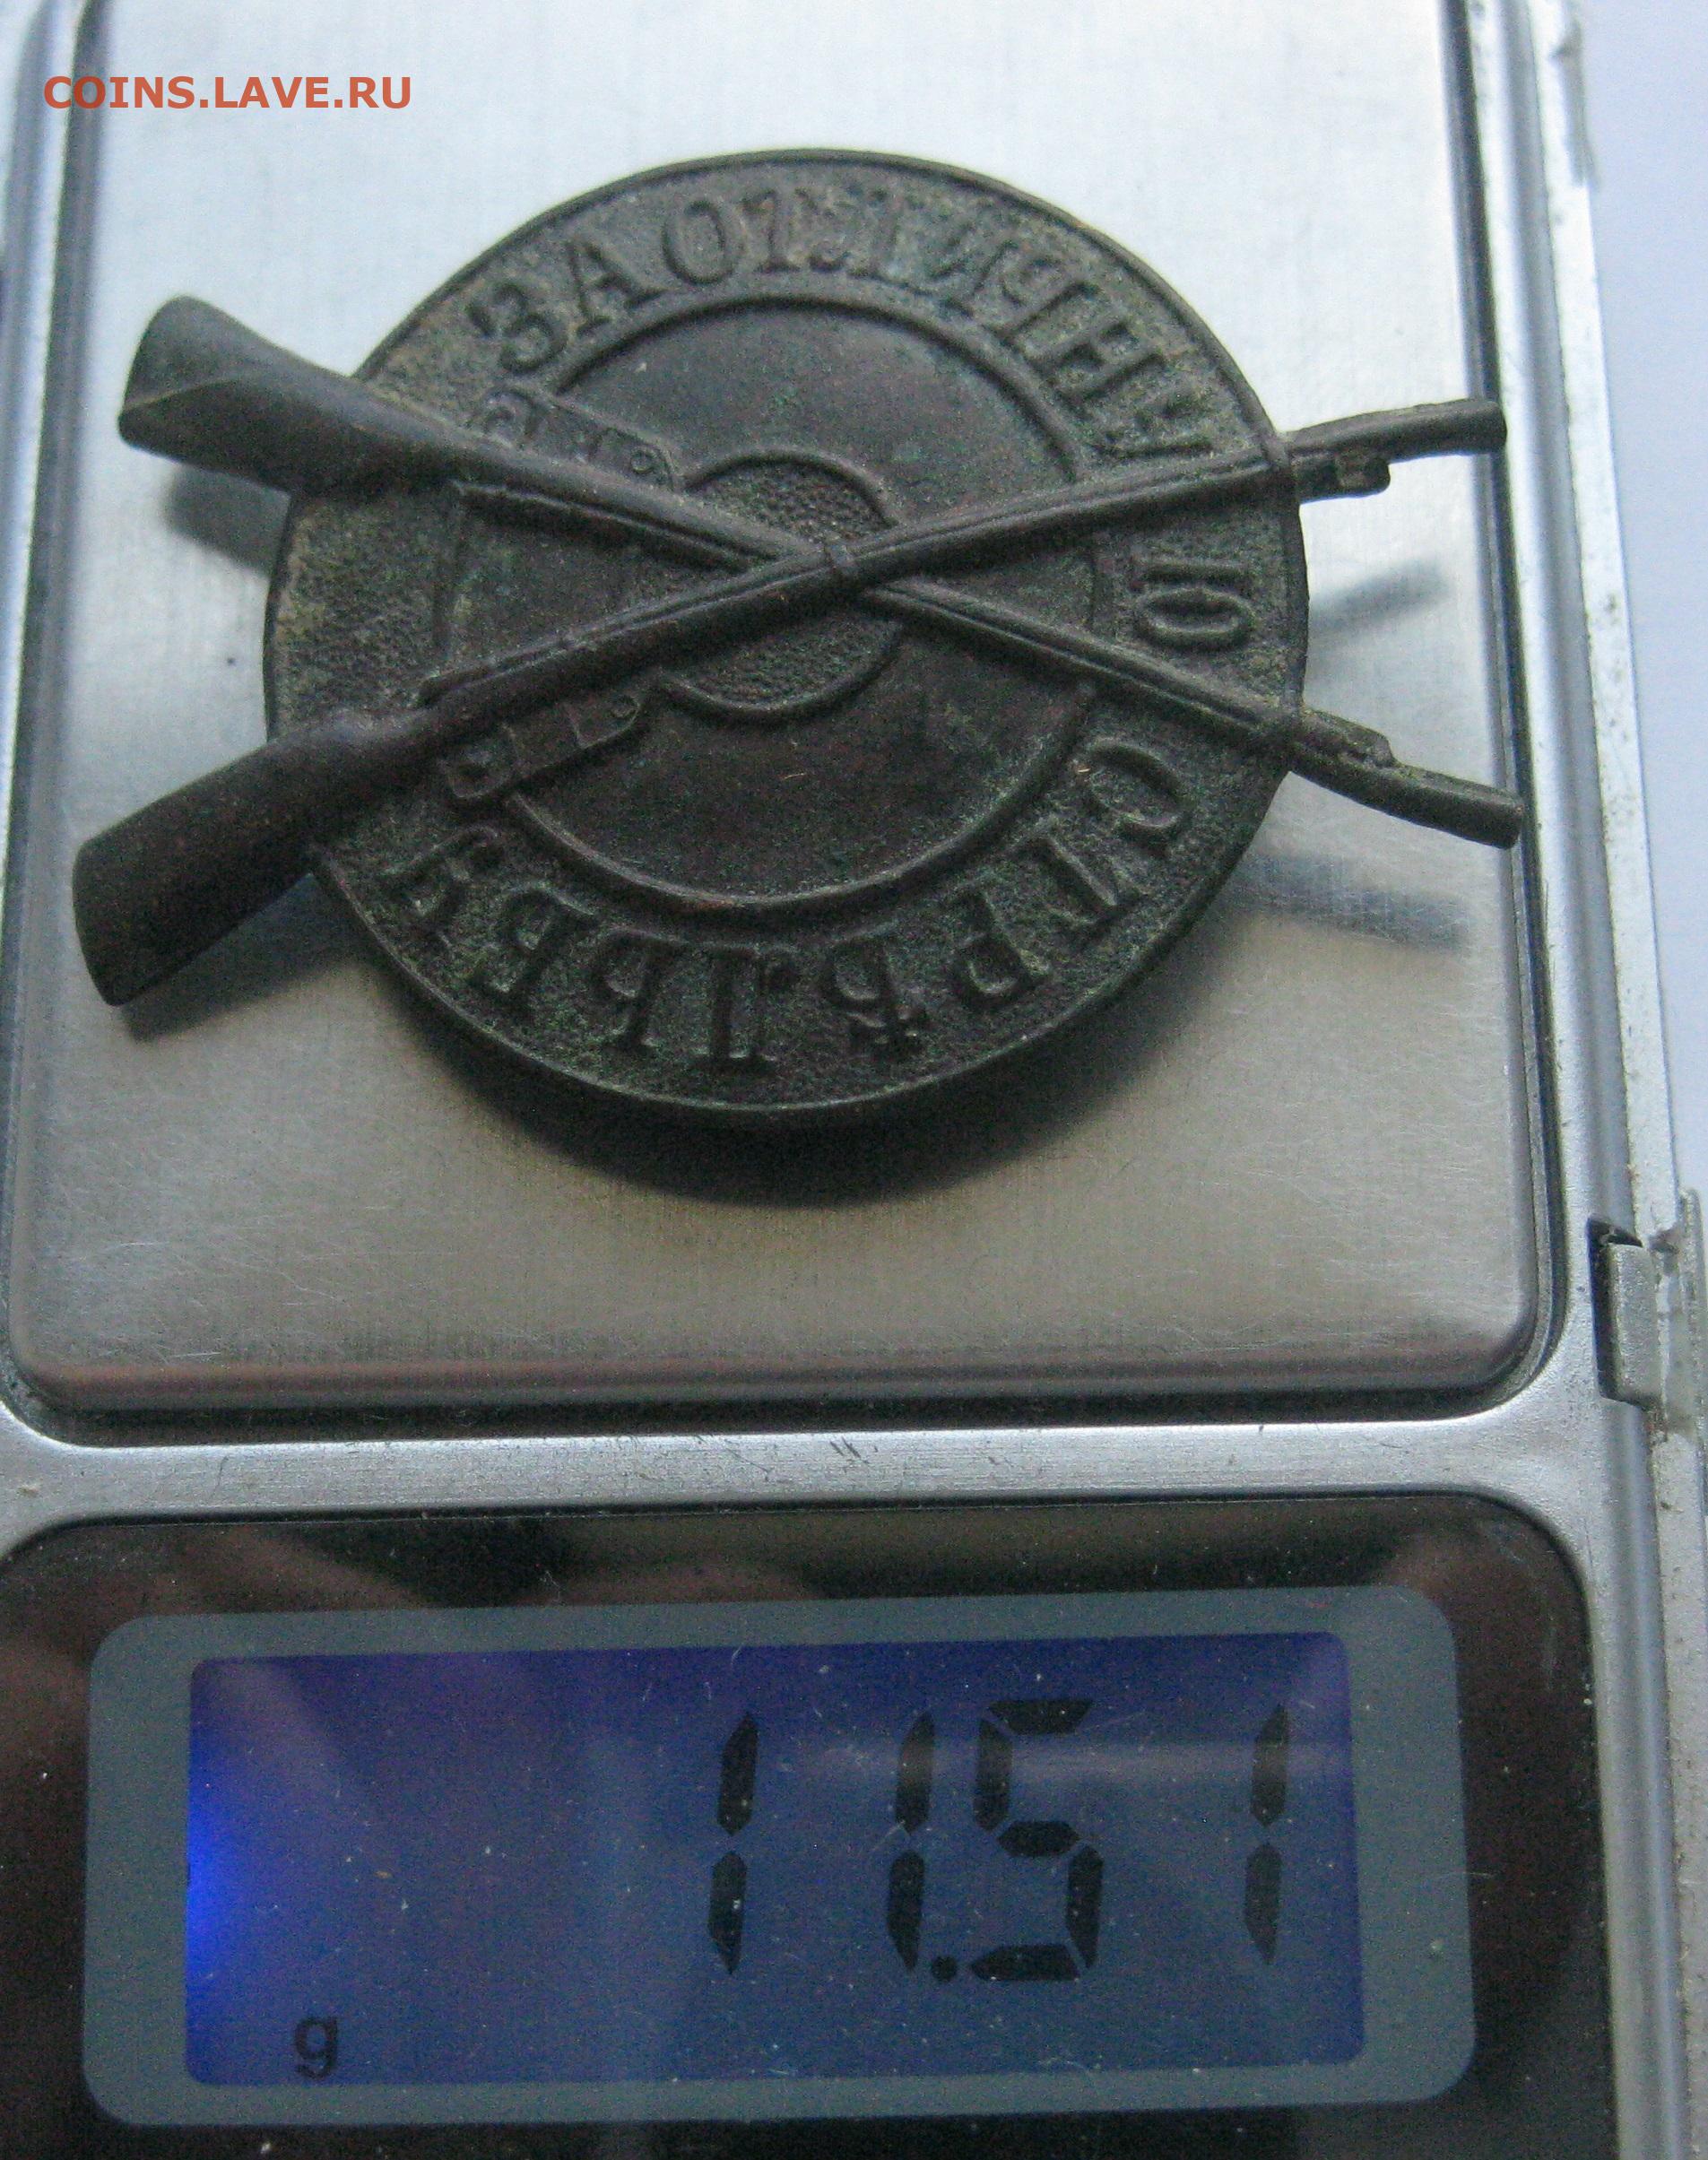 COINS.LAVE.RU
ЗА ОТЛИЧНУЮ
СТРѢЛЬБУ
11.51
g